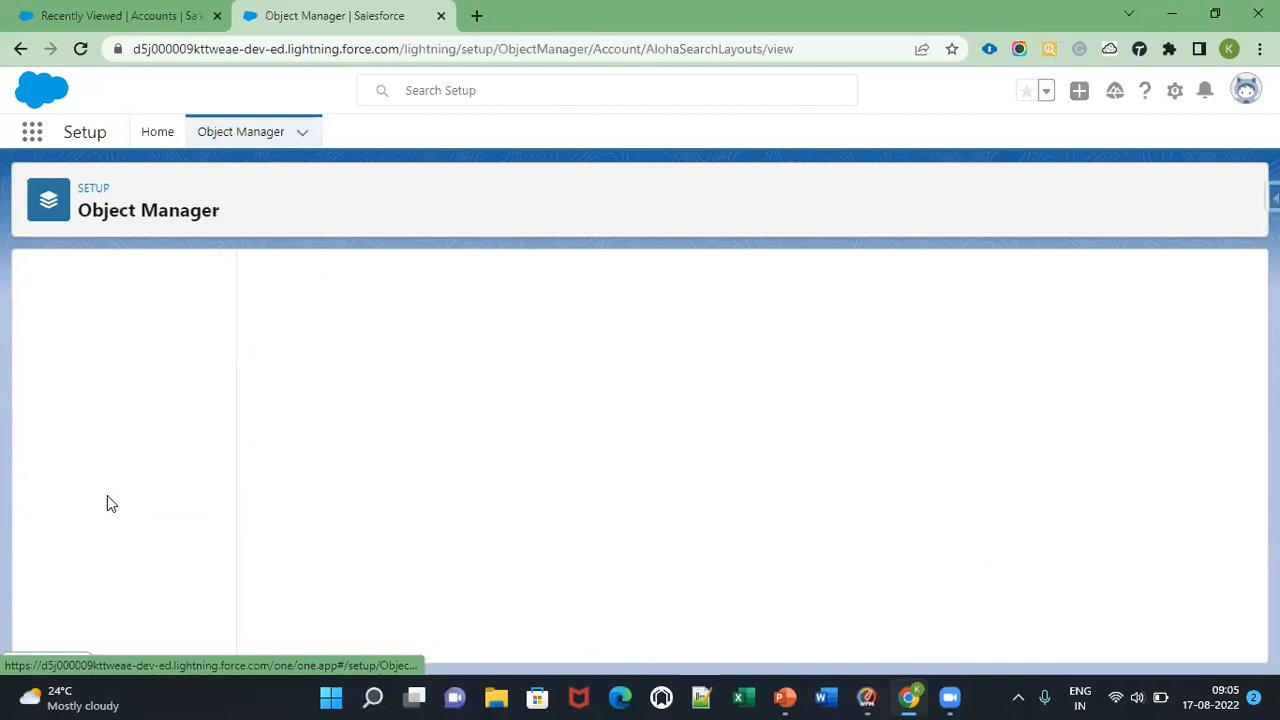 Recently Viewed | Accounts | Sa
Object Manager | Salesforce
d5j000009kttweae-dev-ed.lightning.force.com/lightning/setup/ObjectManager/Account/AlohaSearchLayouts/view
K
Search Setup
Setup
Home
Object Manager
SETUP
Object Manager
https://d5j000009kttweae-dev-ed.lightning.force.com/one/one.app#/setup/Objec...
24°C
Mostly cloudy
ENG
IN
09:05
17-08-2022
2